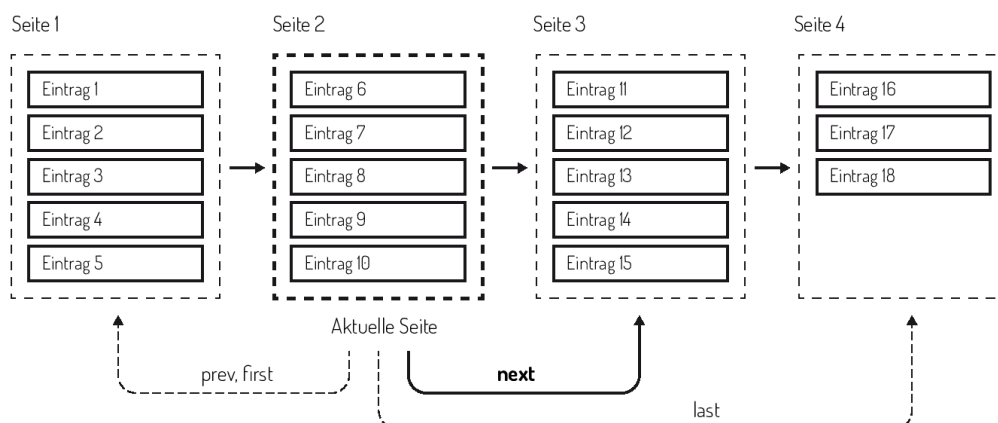 Seite 1
Seite 2
Seite 3
Seite 4
Eintrag 1
Eintrag 2
Eintrag 3
Eintrag 4
Eintrag 5
Eintrag 6
Eintrag 7
Eintrag 8
Eintrag 9
Eintrag 10
Eintrag 11
Eintrag 12
Eintrag 13
Eintrag 14
Eintrag 15
Eintrag 16
Eintrag 17
Eintrag 18
Aktuelle Seite
prev, first
next
last